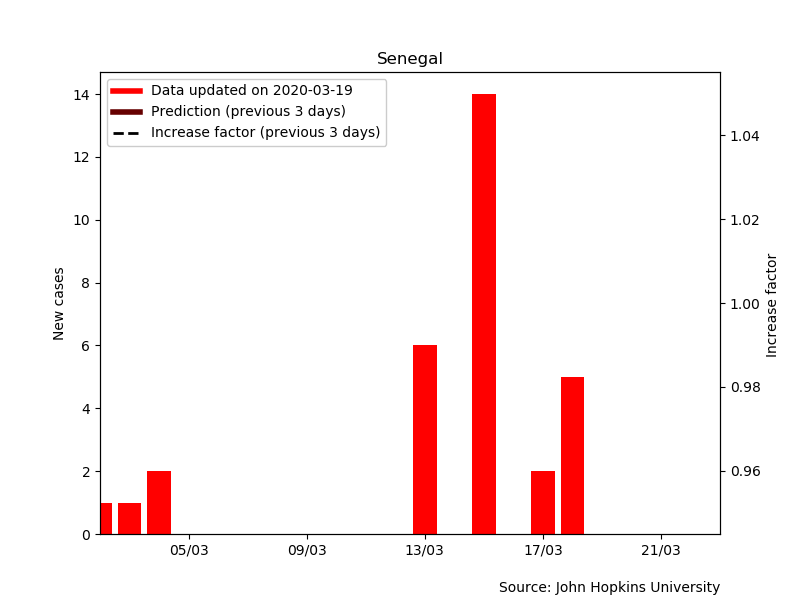 Senegal
Data updated on 2020-03-19
Prediction (previous 3 days)
Increase factor (previous 3 days)
New cases
14
12
10
8
6
4
2
0
1.04
1.02
1.00
0.98
0.96
Increase factor
05/03 09/03 13/03 17/03 21/03
Source: John Hopkins University